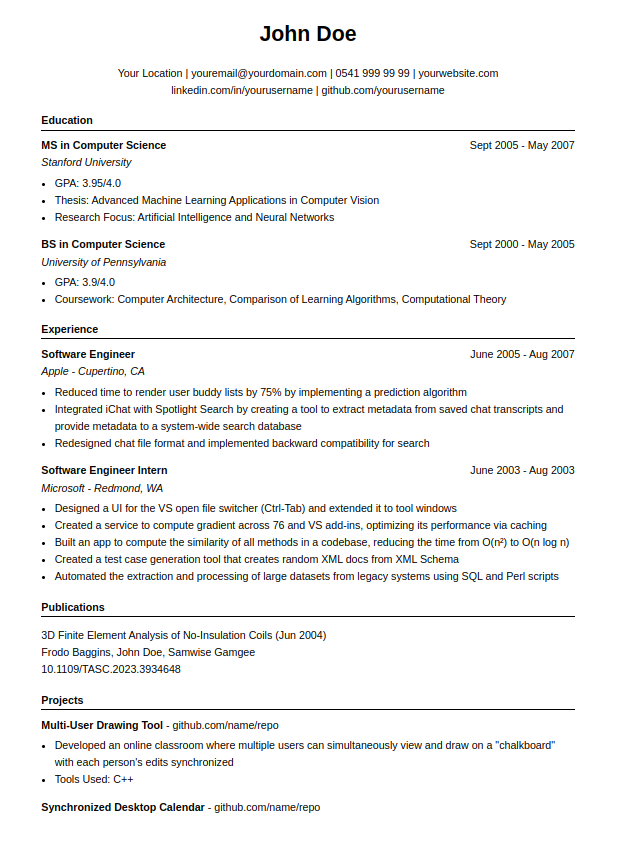 John Doe
Your Location | youremail@yourdomain.com | 0541 999 99 99 | yourwebsite.com
linkedin.com/in/yourusername | github.com/yourusername
Education
MS in Computer Science Sept 2005 - May 2007
Stanford University
• GPA: 3.95/4.0
• Thesis: Advanced Machine Learning Applications in Computer Vision
• Research Focus: Artificial Intelligence and Neural Networks
BS in Computer Science Sept 2000 - May 2005
University of Pennsylvania
• GPA: 3.9/4.0
• Coursework: Computer Architecture, Comparison of Learning Algorithms, Computational Theory
Experience
Software Engineer June 2005 - Aug 2007
Apple - Cupertino, CA
• Reduced time to render user buddy lists by 75% by implementing a prediction algorithm
• Integrated iChat with Spotlight Search by creating a tool to extract metadata from saved chat transcripts and
provide metadata to a system-wide search database
• Redesigned chat file format and implemented backward compatibility for search
Software Engineer Intern June 2003 - Aug 2003
Microsoft - Redmond, WA
• Designed a UI for the VS open file switcher (Ctrl-Tab) and extended it to tool windows
• Created a service to compute gradient across 76 and VS add-ins, optimizing its performance via caching
• Built an app to compute the similarity of all methods in a codebase, reducing the time from O(n²) to O(n log n)
• Created a test case generation tool that creates random XML docs from XML Schema
• Automated the extraction and processing of large datasets from legacy systems using SQL and Perl scripts
Publications
3D Finite Element Analysis of No-Insulation Coils (Jun 2004)
Frodo Baggins, John Doe, Samwise Gamgee
10.1109/TASC.2023.3934648
Projects
Multi-User Drawing Tool - github.com/name/repo
• Developed an online classroom where multiple users can simultaneously view and draw on a "chalkboard"
with each person's edits synchronized
• Tools Used: C++
Synchronized Desktop Calendar - github.com/name/repo